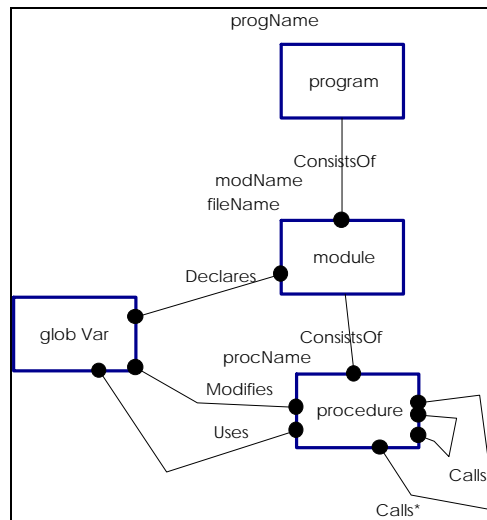 progName
program
ConsistsOf
modName
fileName
module
Declares
glob Var
ConsistsOf
procName
Modifies
procedure
Uses
Calls
Calls*